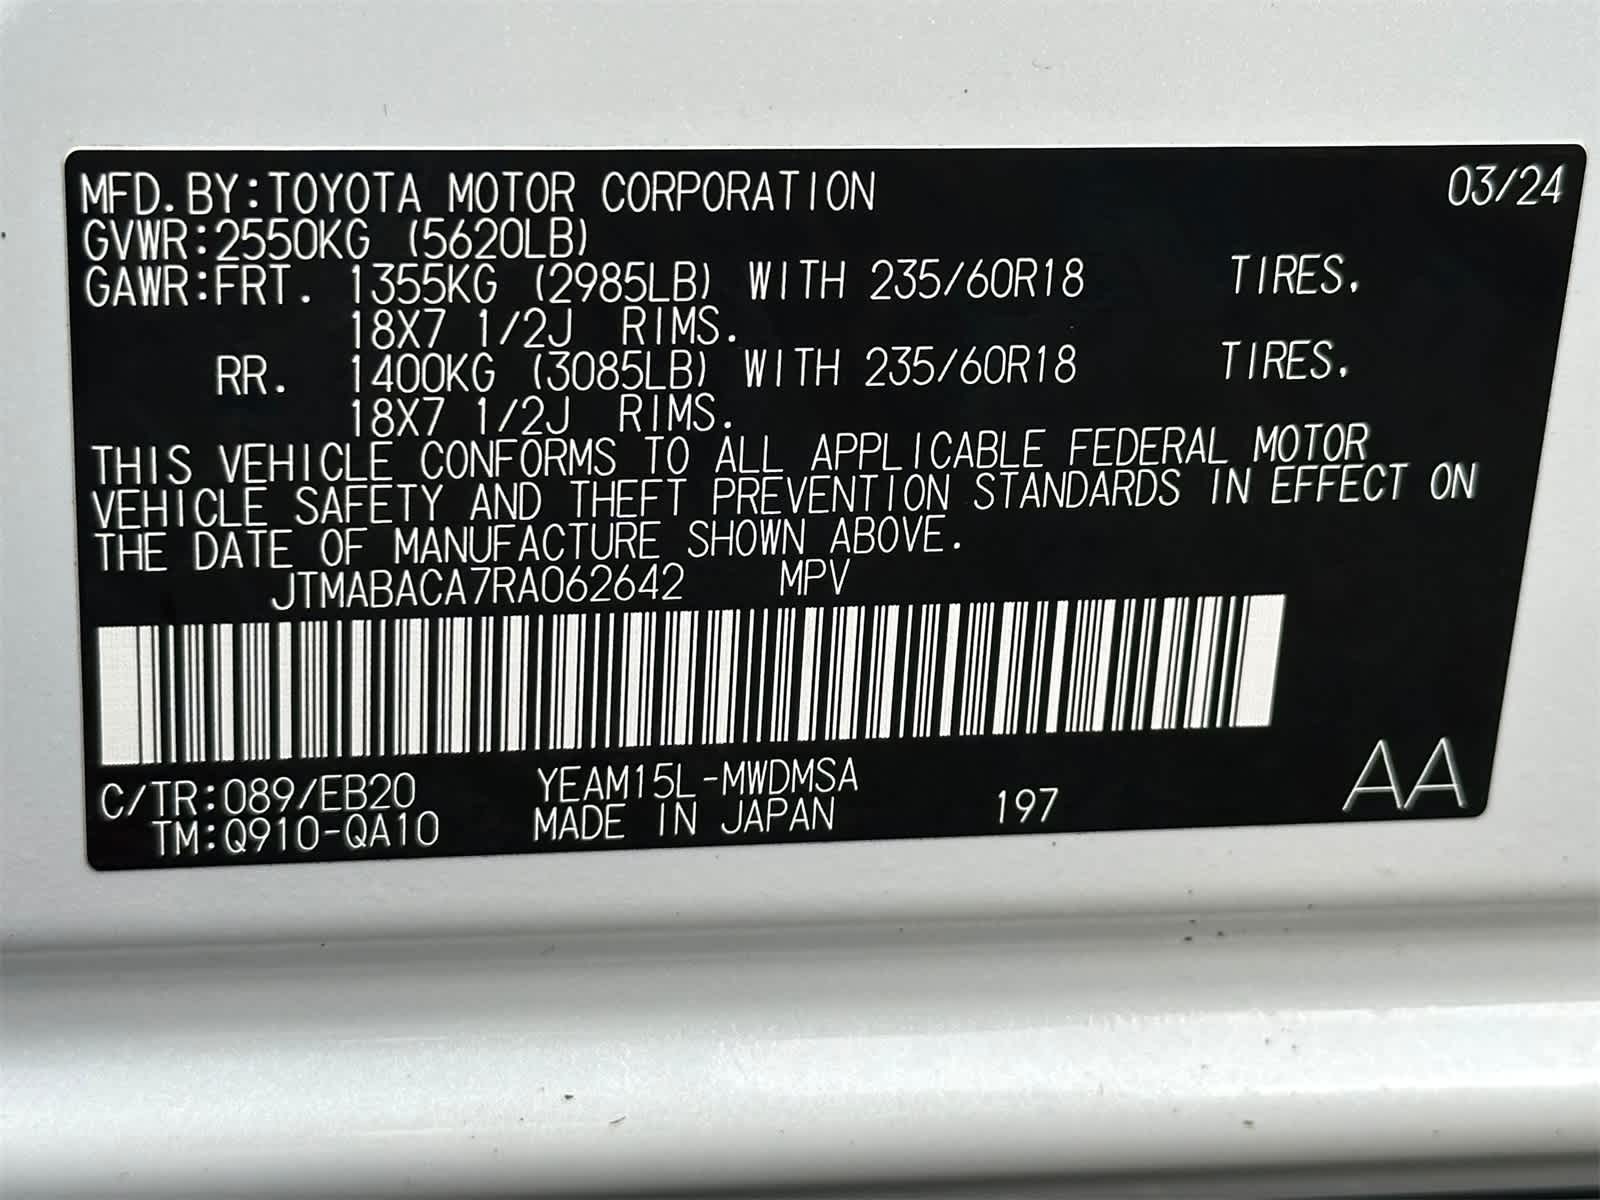 MFD.BY:TOYOTA MOTOR CORPORATION 03/24
GVWR:2550KG (5620LB)
GAWR:FRT. 1355KG (2985LB) WITH 235/60R18 TIRES,
18X7 1/2J RIMS.
RR. 1400KG (3085LB) WITH 235/60R18 TIRES,
18X7 1/2J RIMS.
THIS VEHICLE CONFORMS TO ALL APPLICABLE FEDERAL MOTOR
VEHICLE SAFETY AND THEFT PREVENTION STANDARDS IN EFFECT ON
THE DATE OF MANUFACTURE SHOWN ABOVE.
JTMABACA7RA062642 MPV
C/TR:089/EB20 YEAM15L-MWDMSA AA
TM:Q910-QA10 MADE IN JAPAN 197